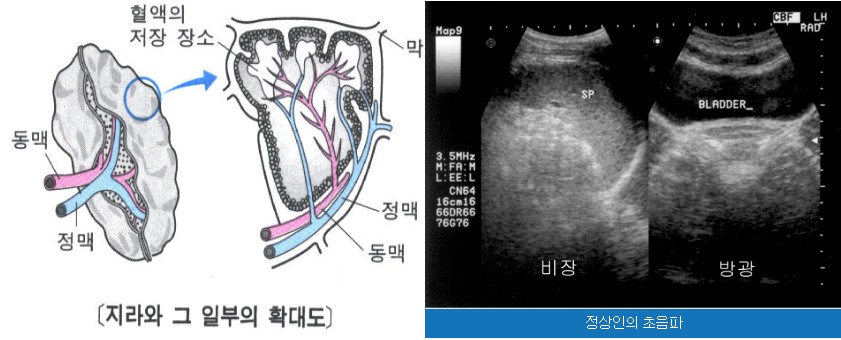 혈액의
저장 장소
막
동맥
정맥
정맥
동맥
〔지라와 그 일부의 확대도〕
CBF LH
RAD
Map9
SP
BLADDER_
3.5MHz
M:FA:M
L:EE:L
CN64
16cm16
66DR66
76G76
비장
방광
정상인의 초음파